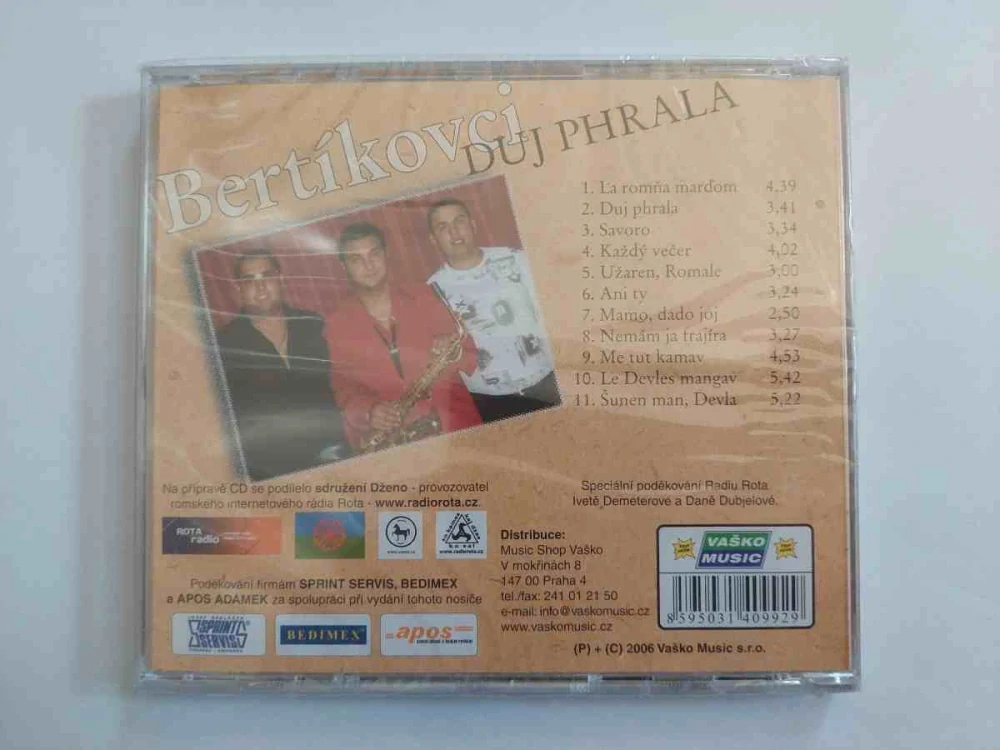 Bertíkovci
DUJ PHRALA
1. La romňa marďom 4,39
2. Duj phrala 3,41
3. Savoro 3,34
4. Každý večer 4,02
5. Užaren, Romale 3,00
6. Ani ty 3,24
7. Mamo, dado joj 2,50
8. Nemám ja frajíra 3,27
9. Me tut kamav 4,53
10. Le Devles mangav 5,42
11. Šunen man, Devla 5,22
Na přípravě CD se podílelo sdružení Dženo - provozovatel
romského internetového rádia Rota - www.radiorota.cz.
Speciální poděkování Radiu Rota
Ivetě Demeterové a Daně Dubjelové.
ROTA
radio
www.radiorota.cz
Poděkování firmám SPRINT SERVIS, BEDIMEX
a APOS ADAMEK za spolupráci při vydání tohoto nosiče
SPRINT
SERVIS
BEDIMEX
apos
Distribuce:
Music Shop Vaško
V mokřinách 8
147 00 Praha 4
tel./fax: 241 01 21 50
e-mail: info@vaskomusic.cz
www.vaskomusic.cz
VAŠKO
MUSIC
8 595031 409929
(P) + (C) 2006 Vaško Music s.r.o.